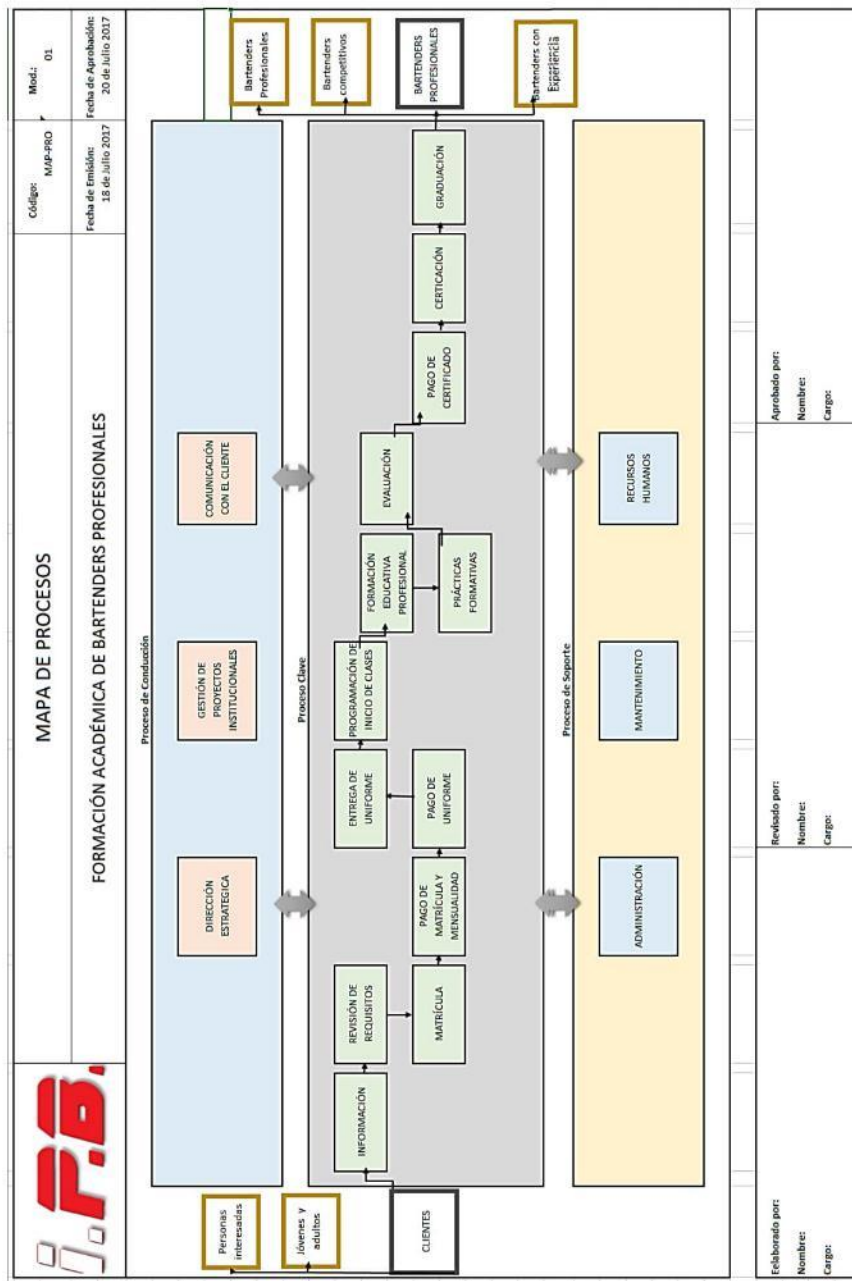 j.P.B.
MAPA DE PROCESOS
Código:
MAP-PRO
Mod.:
01
FORMACIÓN ACADÉMICA DE BARTENDERS PROFESIONALES
Fecha de Emisión:
18 de Julio 2017
Fecha de Aprobación:
20 de Julio 2017
Personas
interesadas
Jóvenes y
adultos
CLIENTES
Proceso de Conducción
DIRECCIÓN
ESTRATEGICA
GESTIÓN DE
PROYECTOS
INSTITUCIONALES
COMUNICACIÓN
CON EL CLIENTE
Proceso Clave
INFORMACIÓN
REVISIÓN DE
REQUISITOS
MATRÍCULA
PAGO DE
MATRÍCULA Y
MENSUALIDAD
PAGO DE
UNIFORME
ENTREGA DE
UNIFORME
PROGRAMACIÓN DE
INICIO DE CLASES
FORMACIÓN
EDUCATIVA
PROFESIONAL
PRÁCTICAS
FORMATIVAS
EVALUACIÓN
PAGO DE
CERTIFICADO
CERTICACIÓN
GRADUACIÓN
Proceso de Soporte
ADMINISTRACIÓN
MANTENIMIENTO
RECURSOS
HUMANOS
Bartenders
Profesionales
Bartenders
competitivos
BARTENDERS
PROFESIONALES
Bartenders con
Experiencia
Eelaborado por:
Nombre:
Cargo:
Revisado por:
Nombre:
Cargo:
Aprobado por:
Nombre:
Cargo: